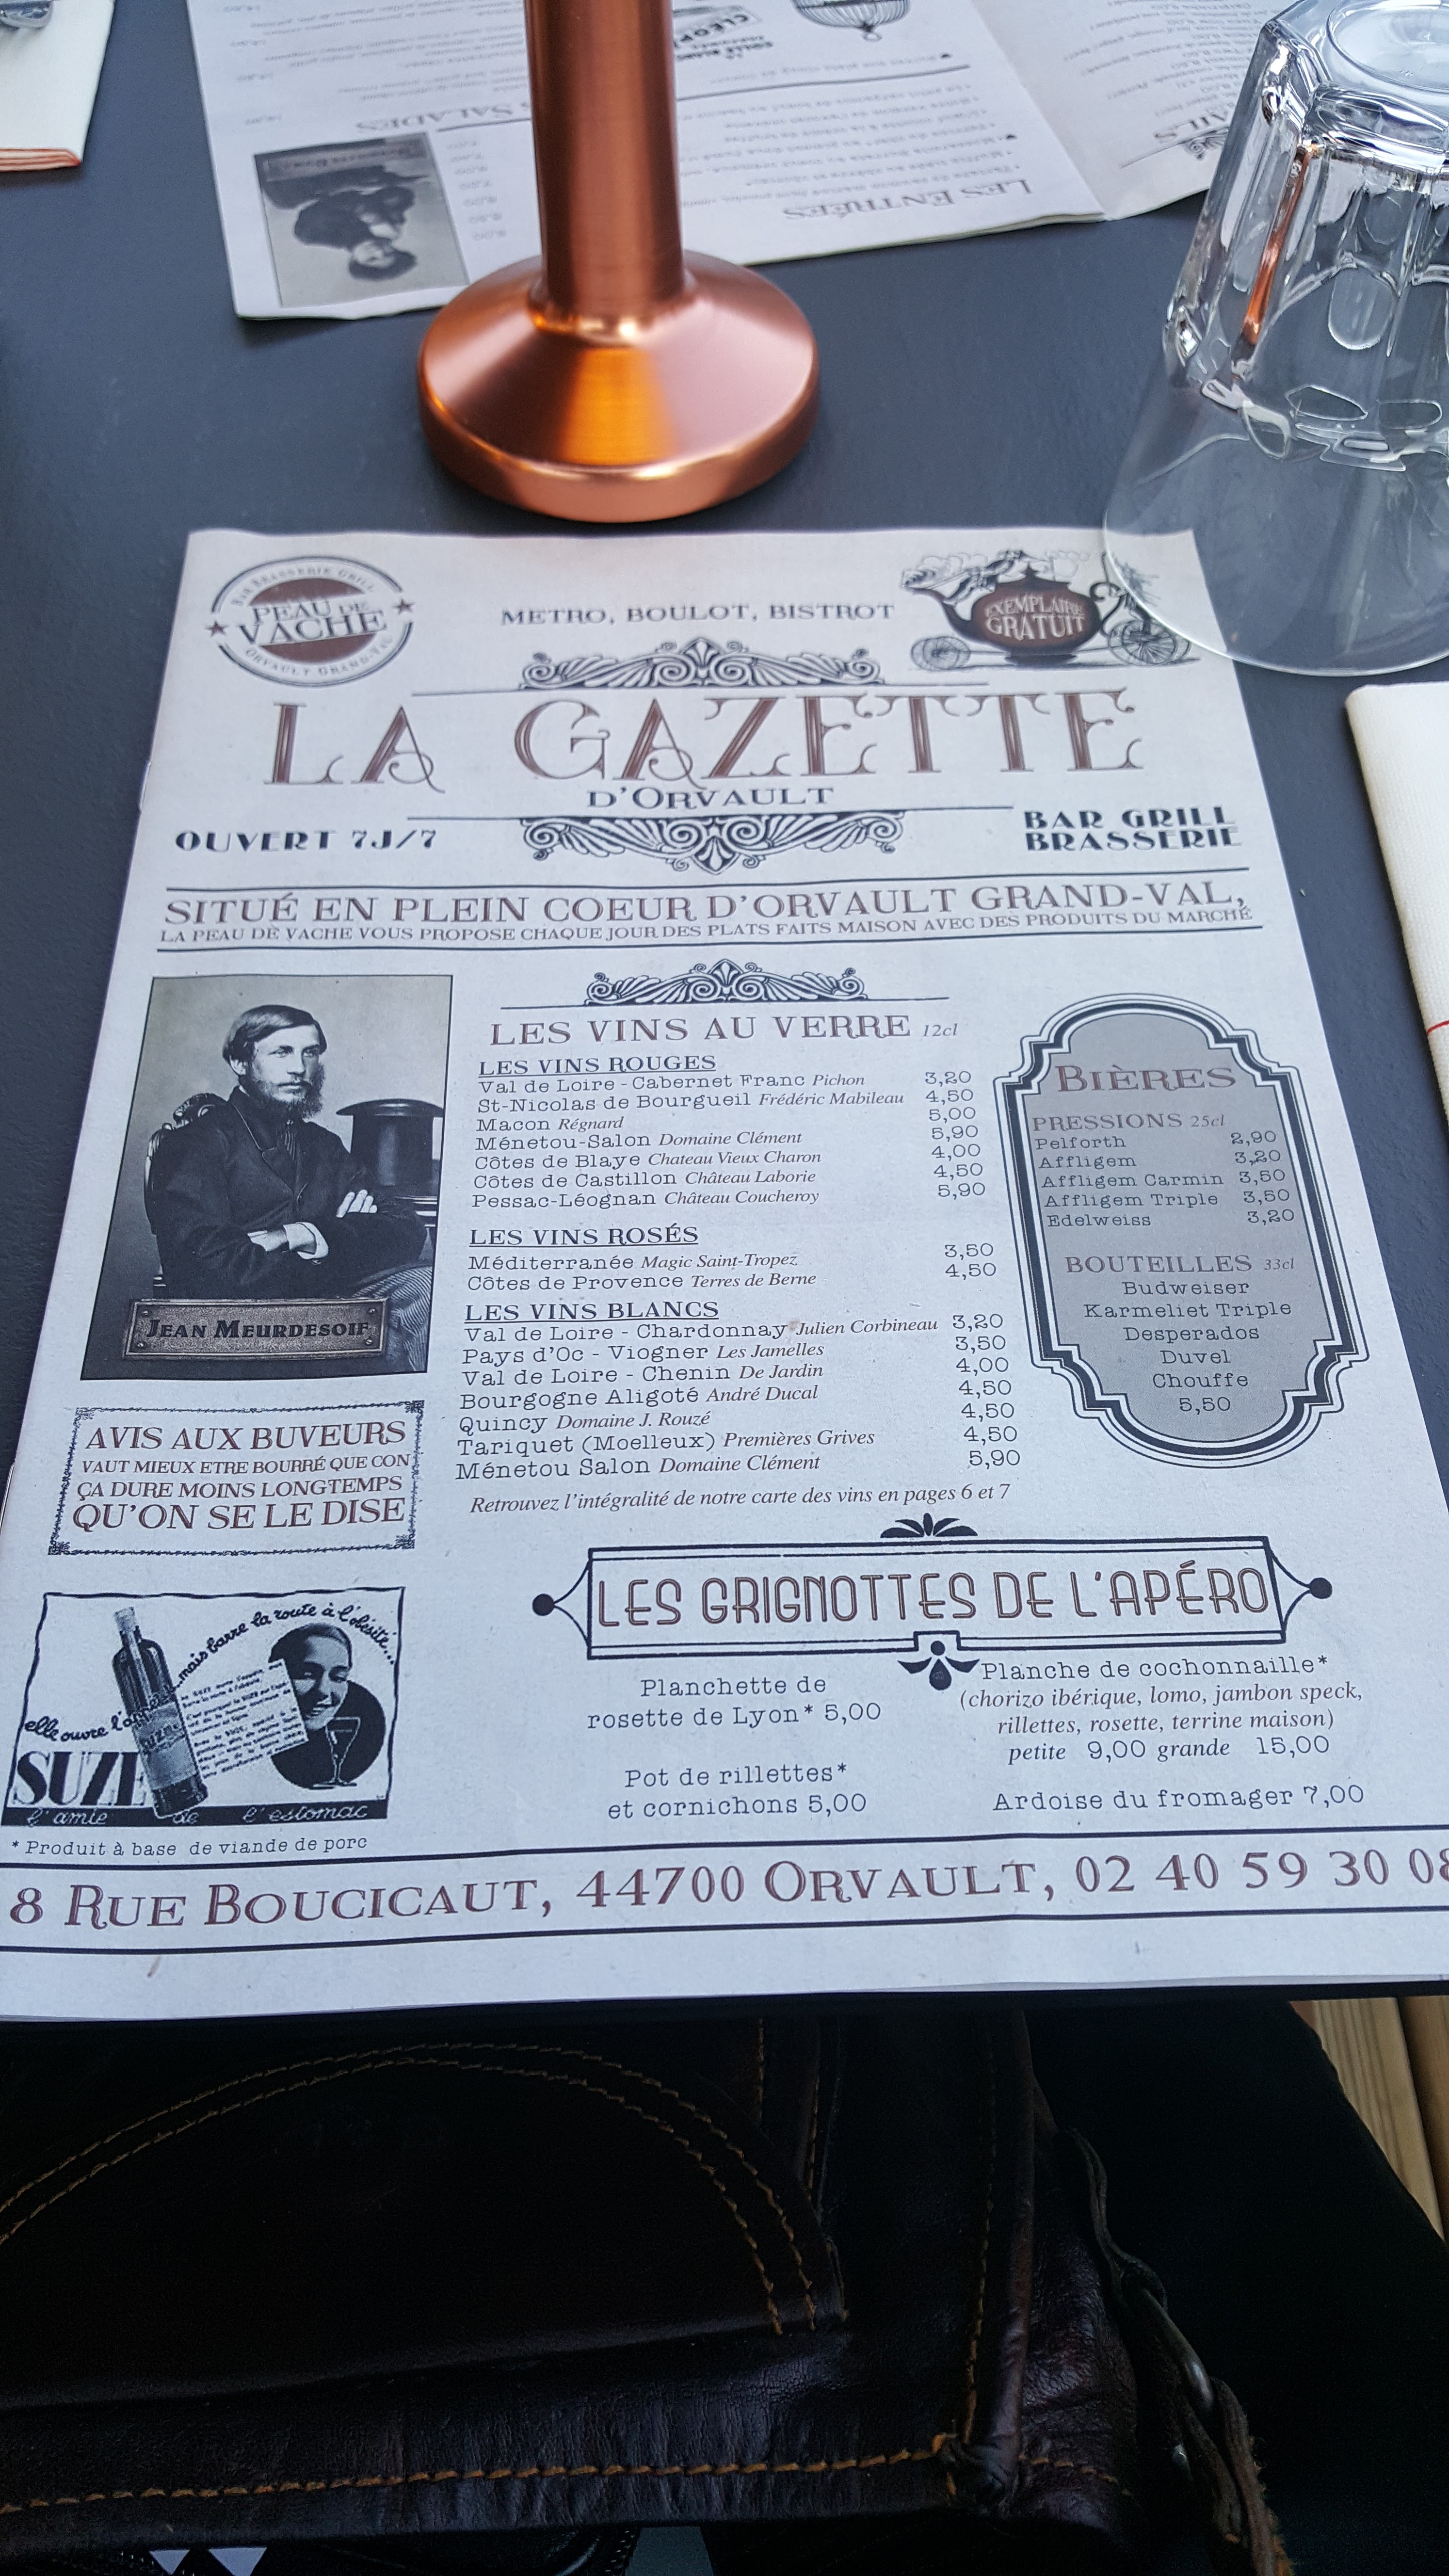 LES SALADES
LES ENTRÉES
BAR BRASSERIE GRILL
PEAU DE
VACHE
ORVAULT GRAND-VAL
METRO, BOULOT, BISTROT
EXEMPLAIRE
GRATUIT
LA GAZETTE
D'ORVAULT
OUVERT 7J/7
BAR GRILL
BRASSERIE
SITUÉ EN PLEIN COEUR D'ORVAULT GRAND-VAL,
LA PEAU DE VACHE VOUS PROPOSE CHAQUE JOUR DES PLATS FAITS MAISON AVEC DES PRODUITS DU MARCHÉ
JEAN MEURDESOIF
AVIS AUX BUVEURS
VAUT MIEUX ETRE BOURRÉ QUE CON
ÇA DURE MOINS LONGTEMPS
QU'ON SE LE DISE
elle ouvre l'appétit mais barre la route à l'obésité...
SUZE
l'amie de l'estomac
* Produit à base de viande de porc
LES VINS AU VERRE 12cl
LES VINS ROUGES
Val de Loire - Cabernet Franc Pichon 3,20
St-Nicolas de Bourgueil Frédéric Mabileau 4,50
Macon Régnard 5,00
Ménetou-Salon Domaine Clément 5,90
Côtes de Blaye Chateau Vieux Charon 4,00
Côtes de Castillon Château Laborie 4,50
Pessac-Léognan Château Coucheroy 5,90
LES VINS ROSÉS
Méditerranée Magic Saint-Tropez 3,50
Côtes de Provence Terres de Berne 4,50
LES VINS BLANCS
Val de Loire - Chardonnay Julien Corbineau 3,20
Pays d'Oc - Viogner Les Jamelles 3,50
Val de Loire - Chenin De Jardin 4,00
Bourgogne Aligoté André Ducal 4,50
Quincy Domaine J. Rouzé 4,50
Tariquet (Moelleux) Premières Grives 4,50
Ménetou Salon Domaine Clément 5,90
Retrouvez l'intégralité de notre carte des vins en pages 6 et 7
BIÈRES
PRESSIONS 25cl
Pelforth 2,90
Affligem 3,20
Affligem Carmin 3,50
Affligem Triple 3,50
Edelweiss 3,20
BOUTEILLES 33cl
Budweiser
Karmeliet Triple
Desperados
Duvel
Chouffe
5,50
LES GRIGNOTTES DE L'APÉRO
Planchette de
rosette de Lyon* 5,00
Pot de rillettes*
et cornichons 5,00
Planche de cochonnaille*
(chorizo ibérique, lomo, jambon speck,
rillettes, rosette, terrine maison)
petite 9,00 grande 15,00
Ardoise du fromager 7,00
8 RUE BOUCICAUT, 44700 ORVAULT, 02 40 59 30 08